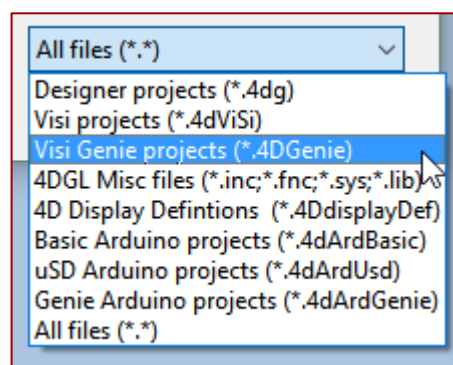 All files (*.*)
Designer projects (*.4dg)
Visi projects (*.4dViSi)
Visi Genie projects (*.4DGenie)
4DGL Misc files (*.inc;*.fnc;*.sys;*.lib)
4D Display Defintions  (*.4DdisplayDef)
Basic Arduino projects (*.4dArdBasic)
uSD Arduino projects (*.4dArdUsd)
Genie Arduino projects (*.4dArdGenie)
All files (*.*)